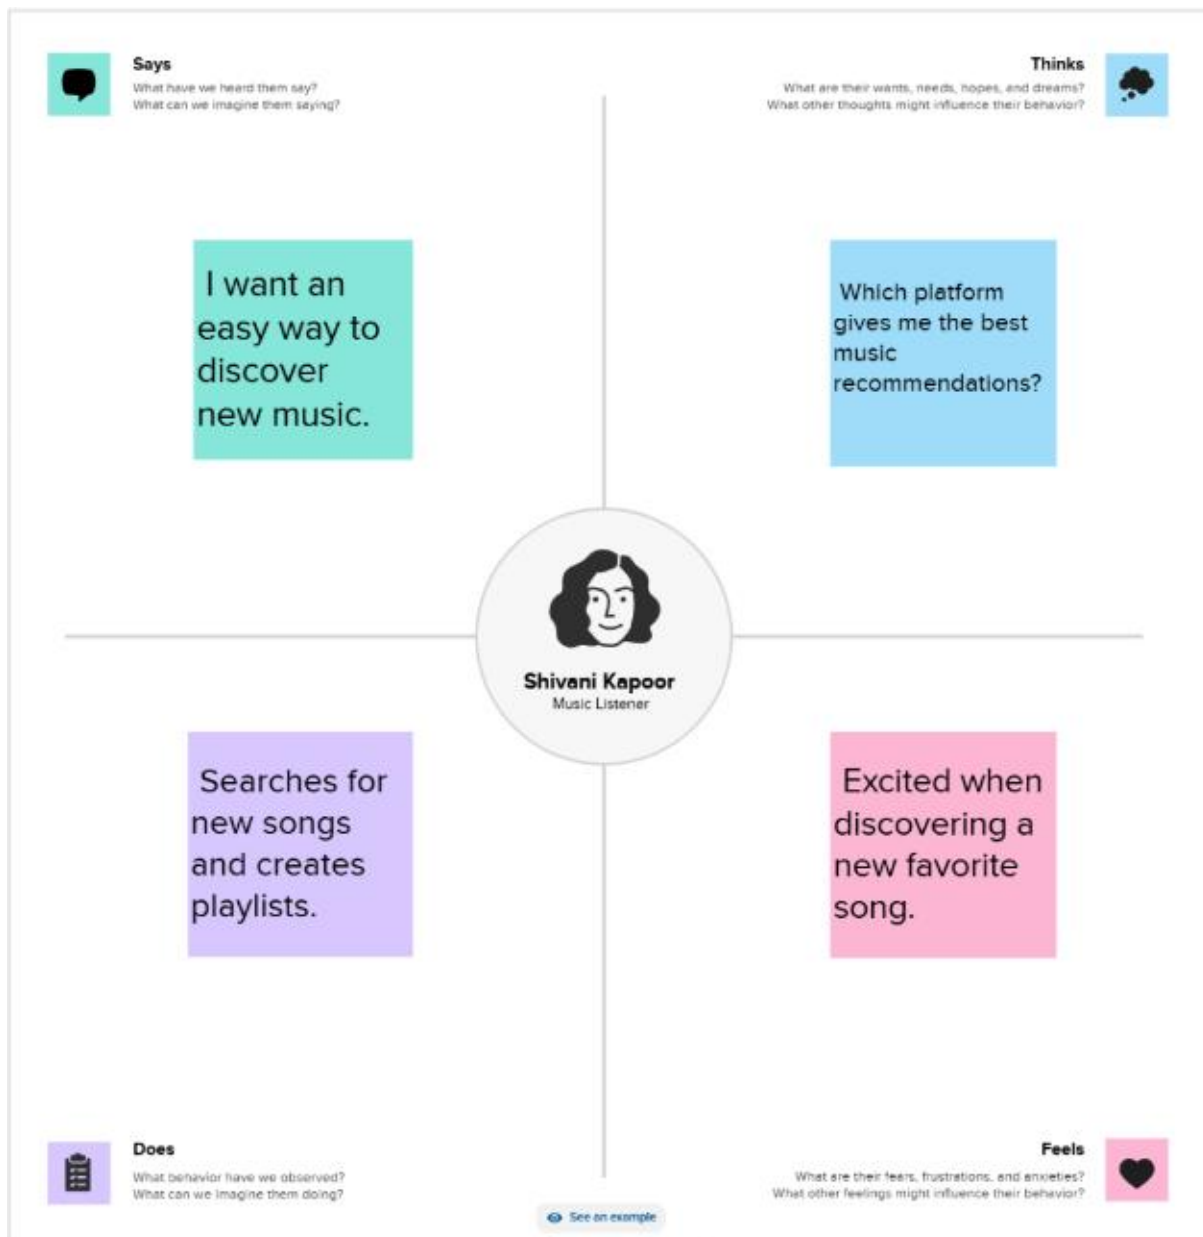 Says
What have we heard them say?
What can we imagine them saying?
Thinks
What are their wants, needs, hopes, and dreams?
What other thoughts might influence their behavior?
I want an
easy way to
discover
new music.
Which platform
gives me the best
music
recommendations?
Shivani Kapoor
Music Listener
Searches for
new songs
and creates
playlists.
Excited when
discovering a
new favorite
song.
Does
What behavior have we observed?
What can we imagine them doing?
Feels
What are their fears, frustrations, and anxieties?
What other feelings might influence their behavior?
See an example